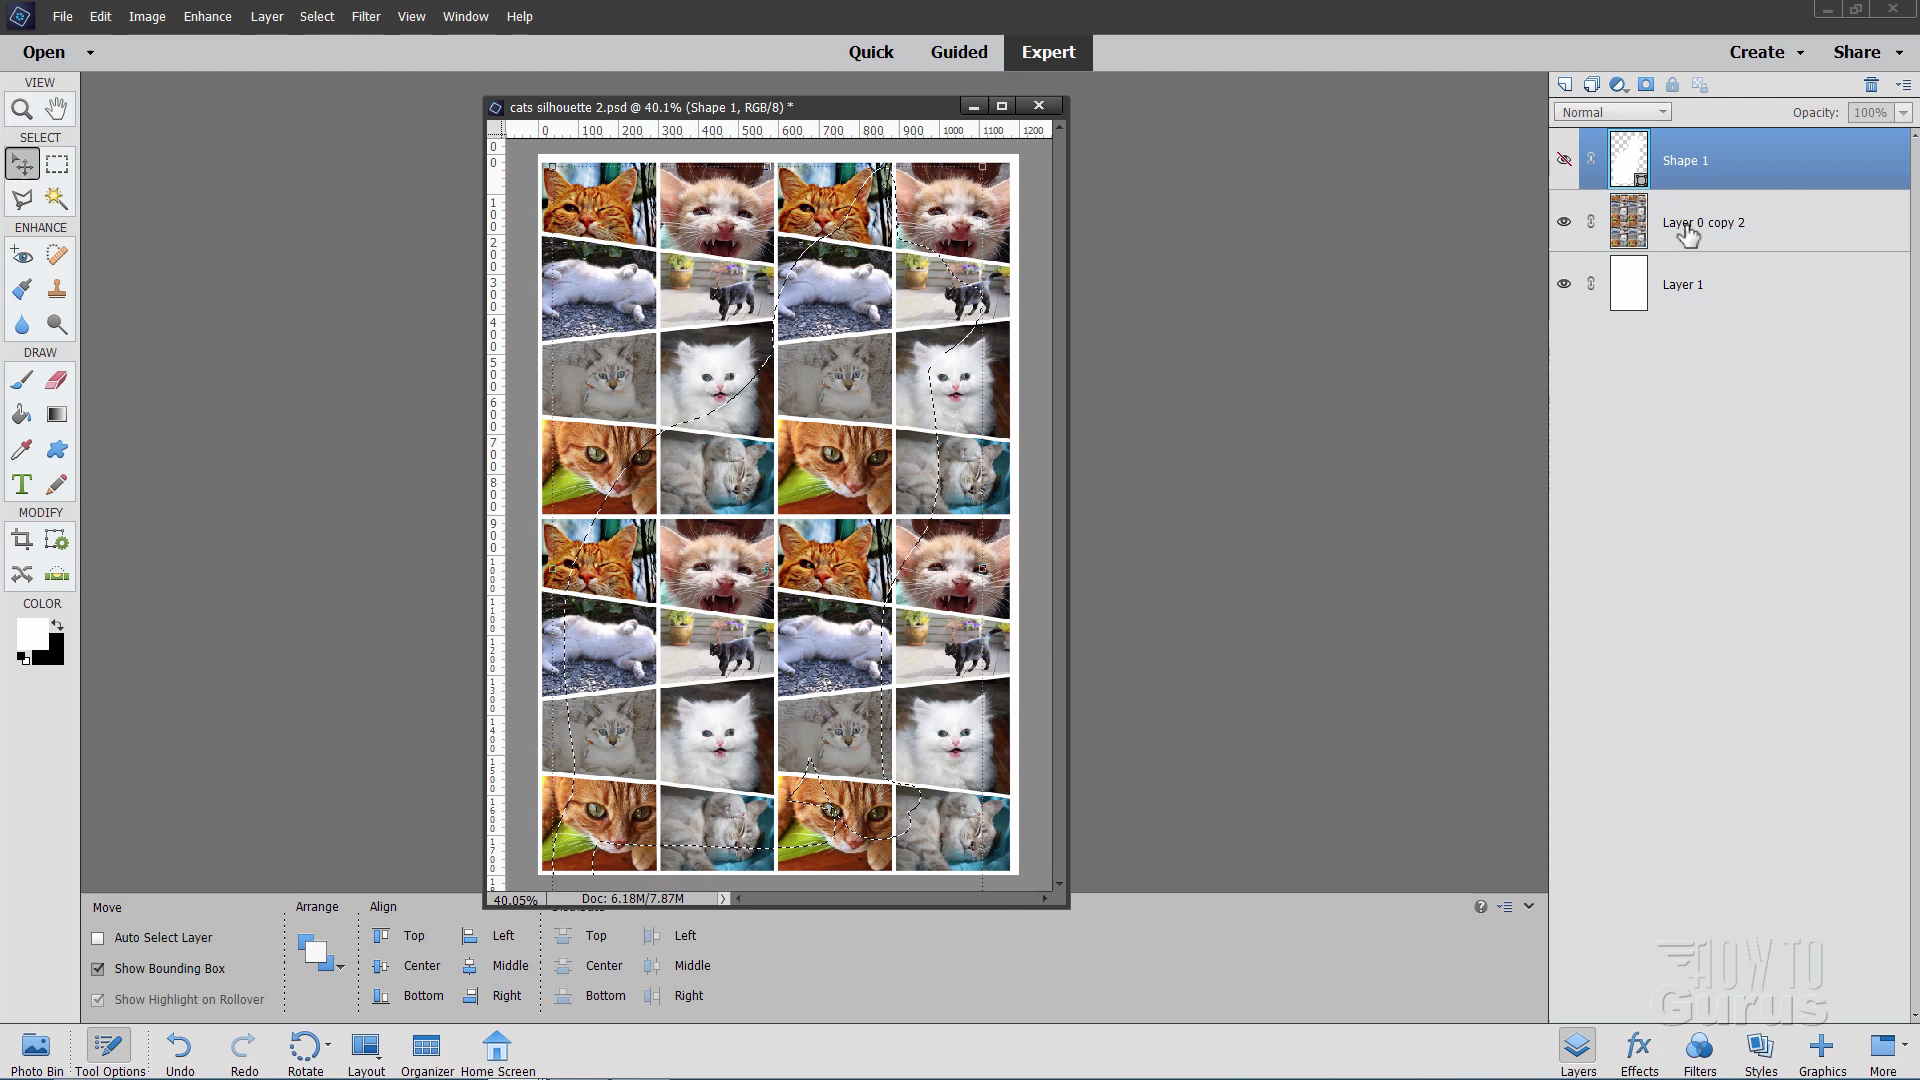 File Edit Image Enhance Layer Select Filter View Window Help
Open Quick Guided Expert Create Share
VIEW
SELECT
ENHANCE
DRAW
T
MODIFY
COLOR
cats silhouette 2.psd @ 40.1% (Shape 1, RGB/8) *
0 100 200 300 400 500 600 700 800 900 1000 1100 1200
40.05% Doc: 6.18M/7.87M
Normal Opacity: 100%
Shape 1
Layer 0 copy 2
Layer 1
Move Arrange Align
Auto Select Layer Top Left Top Left
Show Bounding Box Center Middle Center Middle
Show Highlight on Rollover Bottom Right Bottom Right
HOW TO
Gurus
Photo Bin Tool Options Undo Redo Rotate Layout Organizer Home Screen
fx
Layers Effects Filters Styles Graphics More